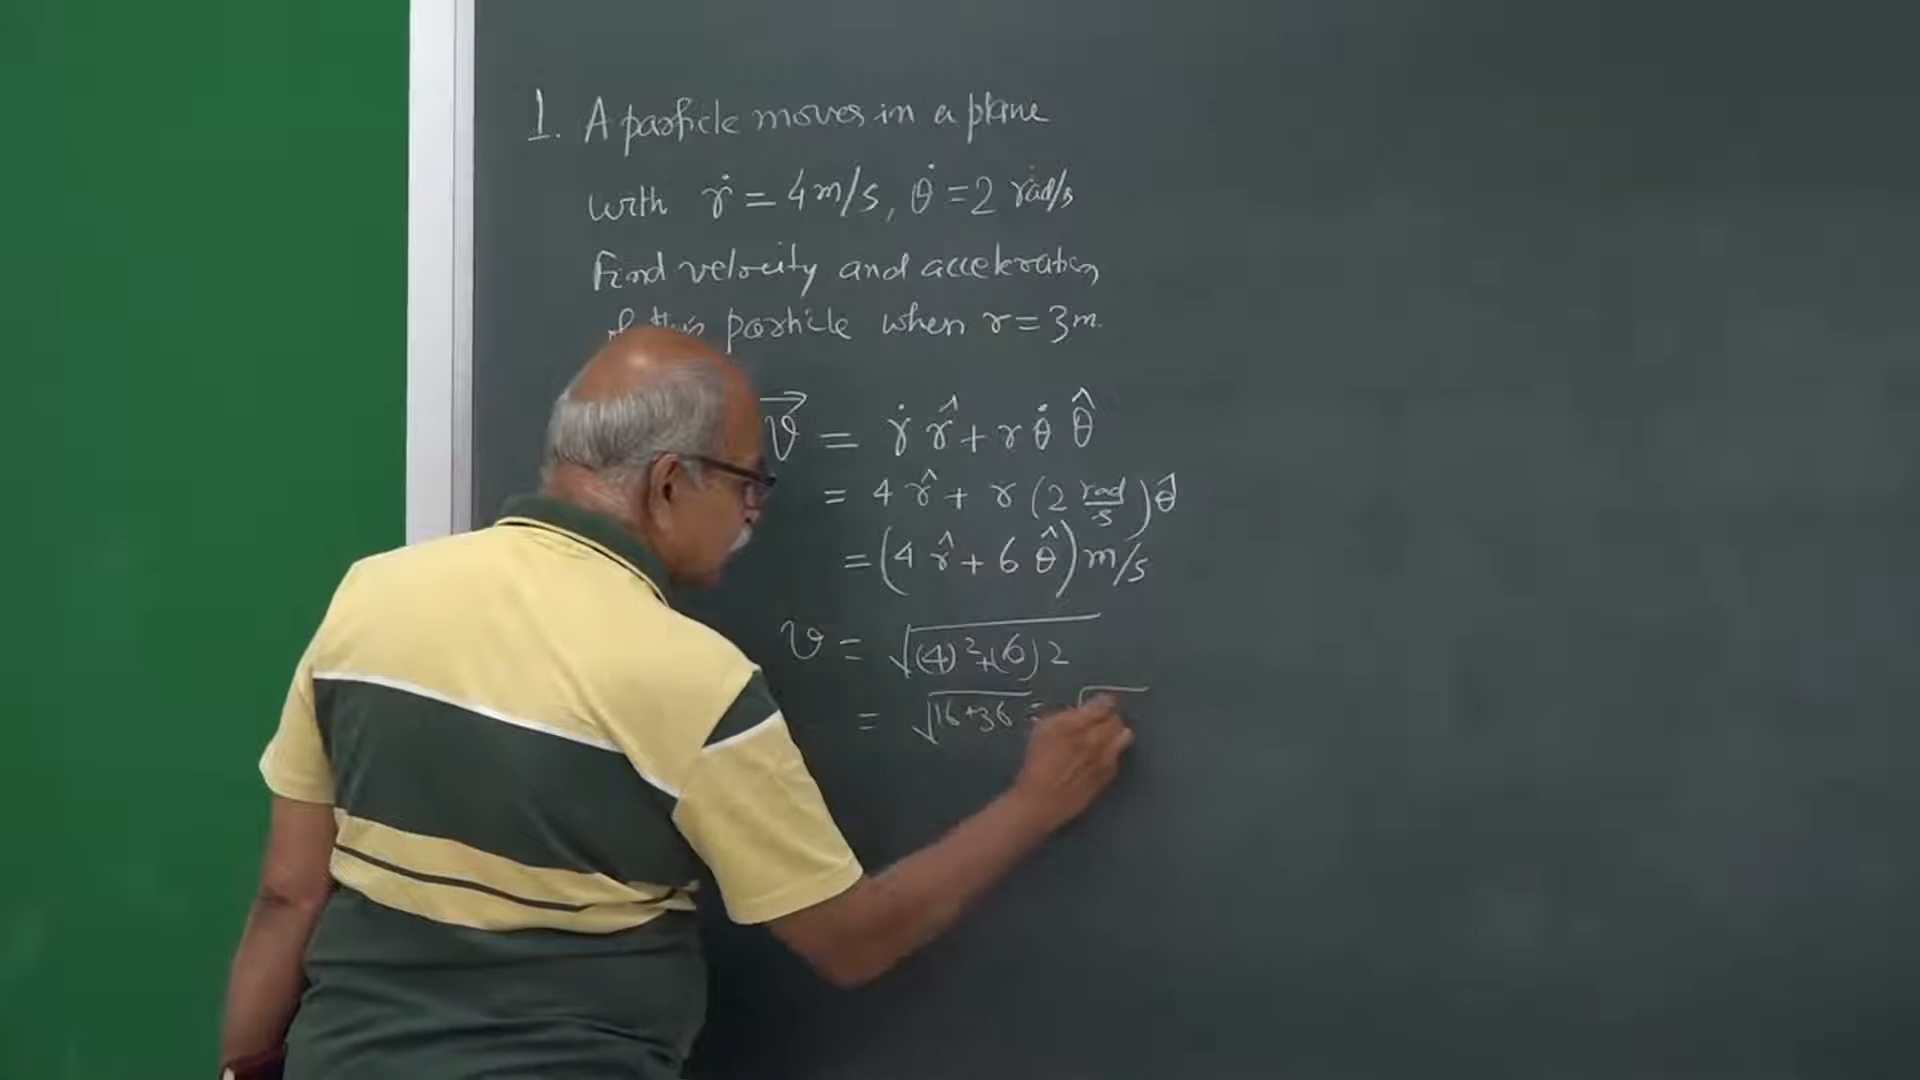 1. A particle moves in a plane
with ṙ = 4 m/s, θ̇ = 2 rad/s
Find velocity and acceleration
of this particle when r = 3 m.
v⃗ = ṙ r̂ + r θ̇ θ̂
= 4 r̂ + r (2 rad/s) θ̂
= (4 r̂ + 6 θ̂) m/s
v = √((4)² + (6)²)
= √(16+36) = √